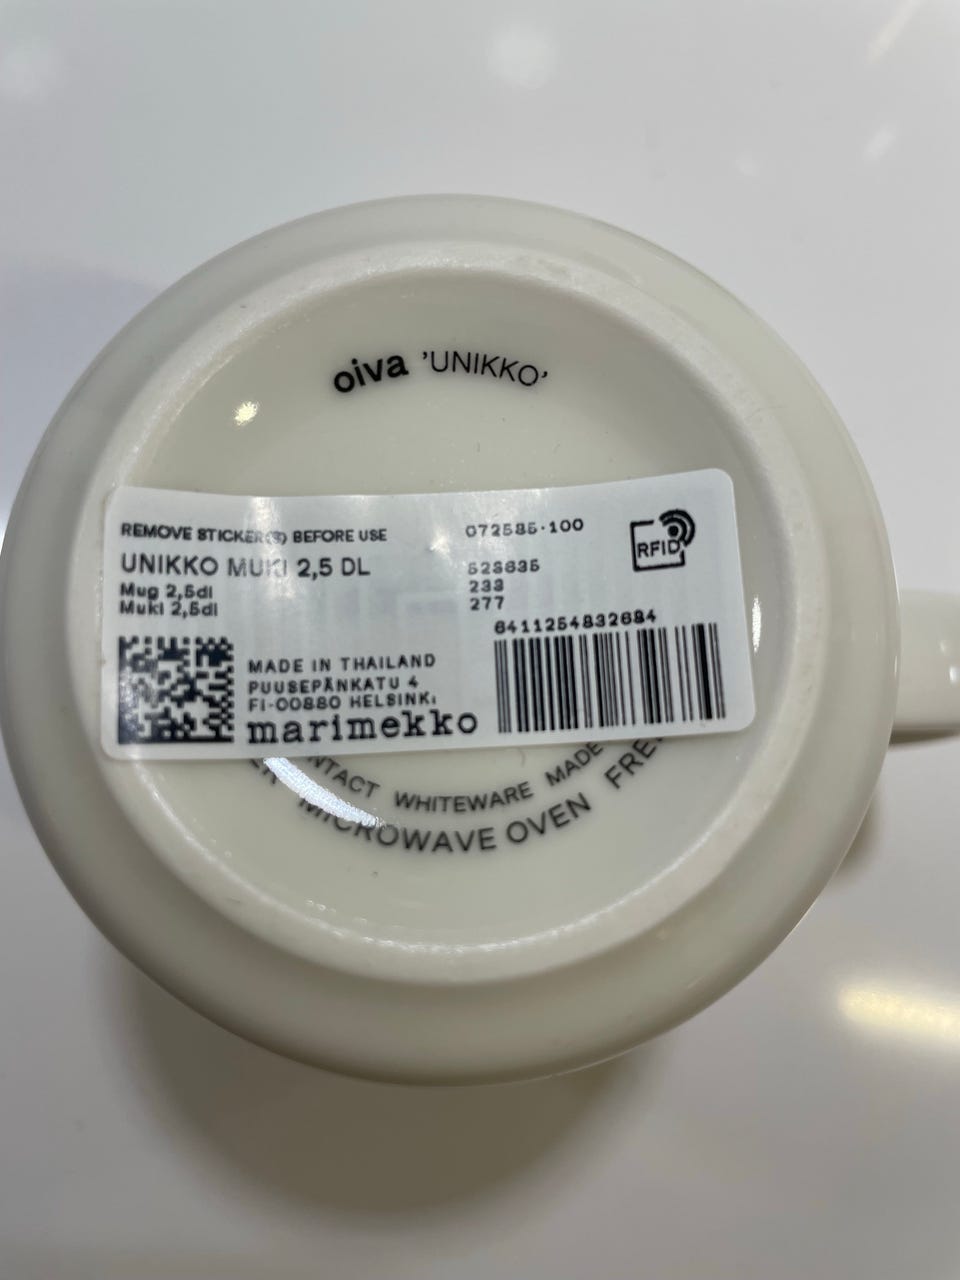 oiva 'UNIKKO'
REMOVE STICKER(S) BEFORE USE
UNIKKO MUKI 2,5 DL
Mug 2,5dl
Muki 2,5dl
072585-100
523635
233
277
RFID
6411254832684
MADE IN THAILAND
PUUSEPÄNKATU 4
FI-00880 HELSINKI
marimekko
WHITEWARE MADE
MICROWAVE OVEN